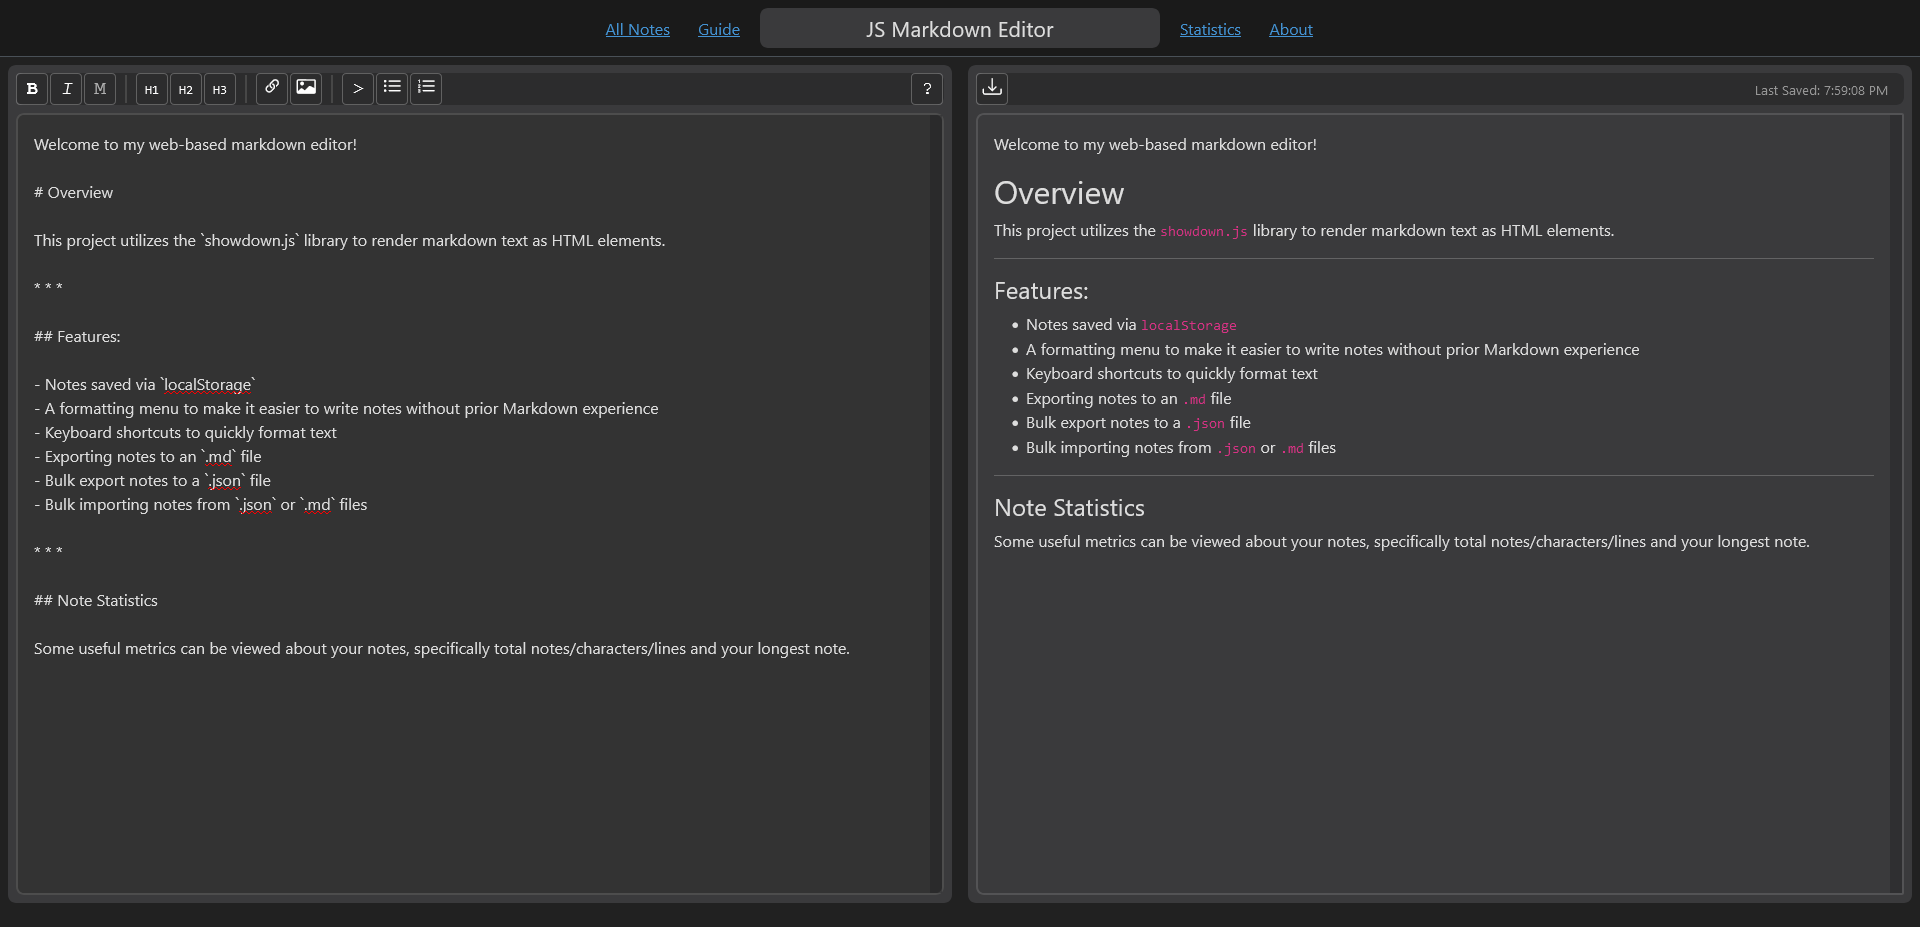 All Notes Guide JS Markdown Editor Statistics About
B I M H1 H2 H3 > ?
Welcome to my web-based markdown editor!
# Overview
This project utilizes the `showdown.js` library to render markdown text as HTML elements.
* * *
## Features:
- Notes saved via `localStorage`
- A formatting menu to make it easier to write notes without prior Markdown experience
- Keyboard shortcuts to quickly format text
- Exporting notes to an `.md` file
- Bulk export notes to a `.json` file
- Bulk importing notes from `.json` or `.md` files
* * *
## Note Statistics
Some useful metrics can be viewed about your notes, specifically total notes/characters/lines and your longest note.
Last Saved: 7:59:08 PM
Welcome to my web-based markdown editor!
Overview
This project utilizes the showdown.js library to render markdown text as HTML elements.
Features:
• Notes saved via localStorage
• A formatting menu to make it easier to write notes without prior Markdown experience
• Keyboard shortcuts to quickly format text
• Exporting notes to an .md file
• Bulk export notes to a .json file
• Bulk importing notes from .json or .md files
Note Statistics
Some useful metrics can be viewed about your notes, specifically total notes/characters/lines and your longest note.